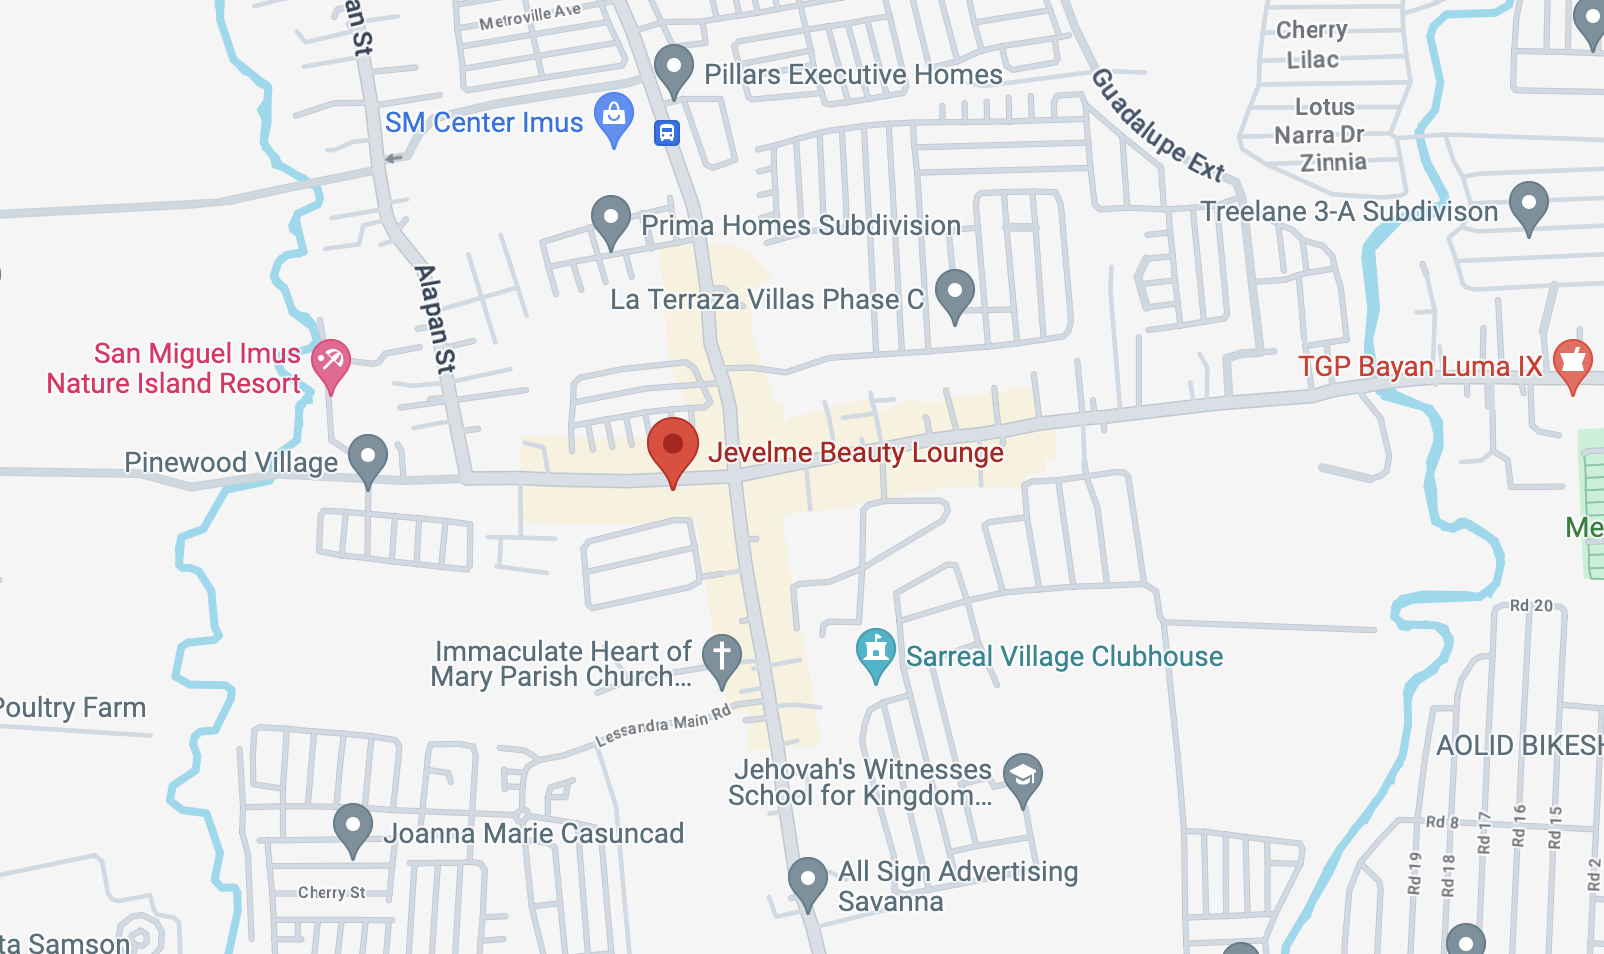 an St
Metroville Ave
Pillars Executive Homes
SM Center Imus
Guadalupe Ext
Cherry
Lilac
Lotus
Narra Dr
Zinnia
Prima Homes Subdivision
Treelane 3-A Subdivison
Alapan St
La Terraza Villas Phase C
San Miguel Imus
Nature Island Resort
TGP Bayan Luma IX
Pinewood Village
Jevelme Beauty Lounge
Me
Rd 20
Immaculate Heart of
Mary Parish Church...
Sarreal Village Clubhouse
Poultry Farm
Lessandra Main Rd
AOLID BIKESH
Jehovah's Witnesses
School for Kingdom...
Joanna Marie Casuncad
Rd 8
Rd 17
Rd 16
Rd 15
Rd 19
Rd 18
Rd 2
Cherry St
All Sign Advertising
Savanna
ta Samson